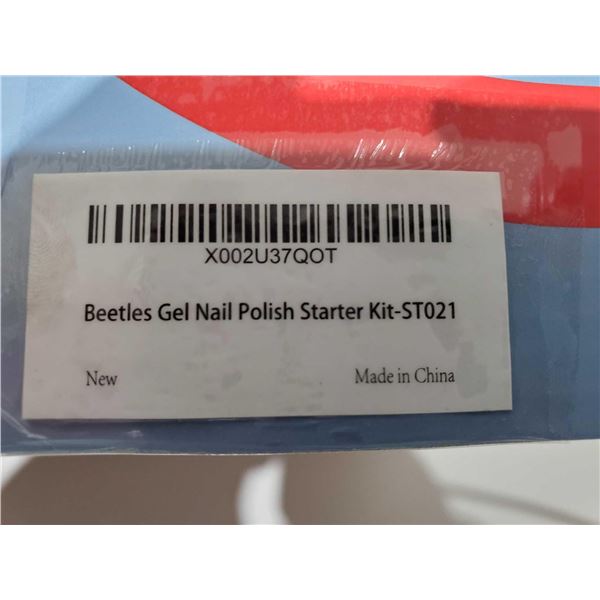 X002U37QOT
Beetles Gel Nail Polish Starter Kit-ST021
New Made in China